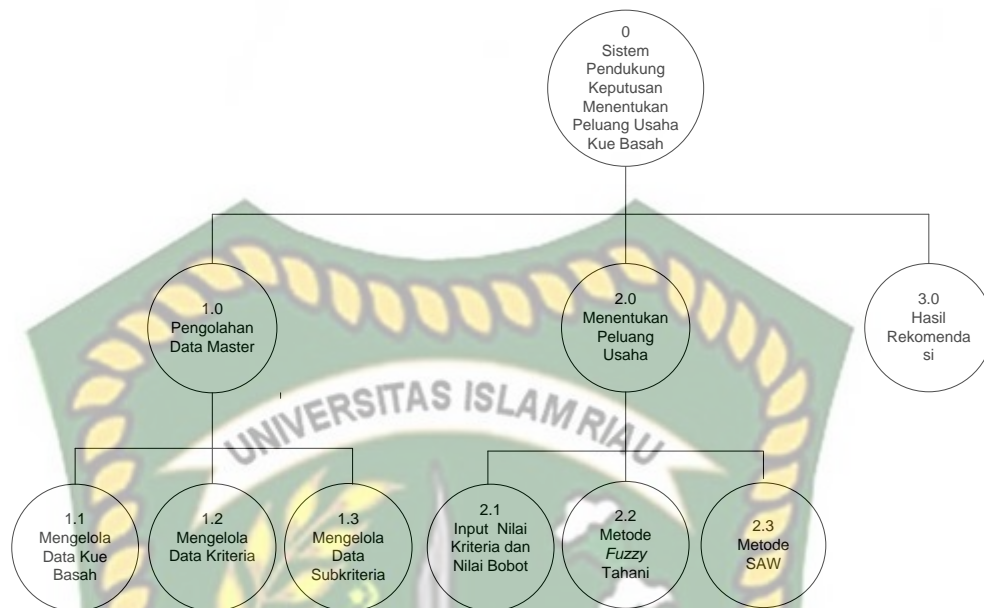 0
Sistem
Pendukung
Keputusan
Menentukan
Peluang Usaha
Kue Basah
1.0
Pengolahan
Data Master
2.0
Menentukan
Peluang
Usaha
3.0
Hasil
Rekomenda
si
UNIVERSITAS ISLAM RIAU
1.1
Mengelola
Data Kue
Basah
1.2
Mengelola
Data Kriteria
1.3
Mengelola
Data
Subkriteria
2.1
Input Nilai
Kriteria dan
Nilai Bobot
2.2
Metode
Fuzzy
Tahani
2.3
Metode
SAW